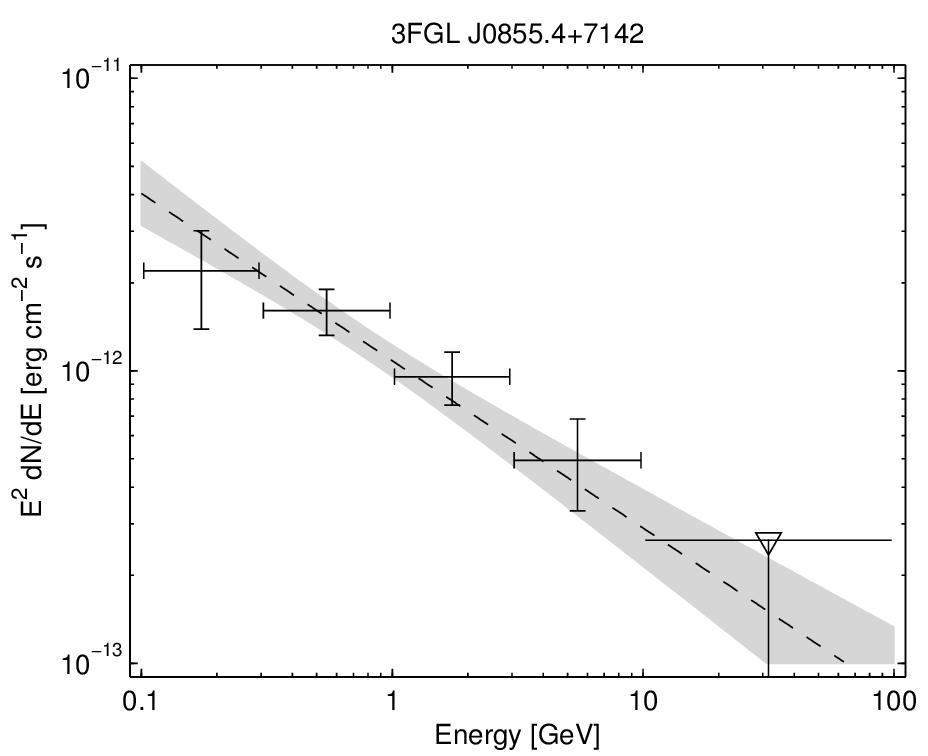 3FGL J0855.4+7142
10⁻¹¹
10⁻¹²
10⁻¹³
E² dN/dE [erg cm⁻² s⁻¹]
0.1 1 10 100
Energy [GeV]